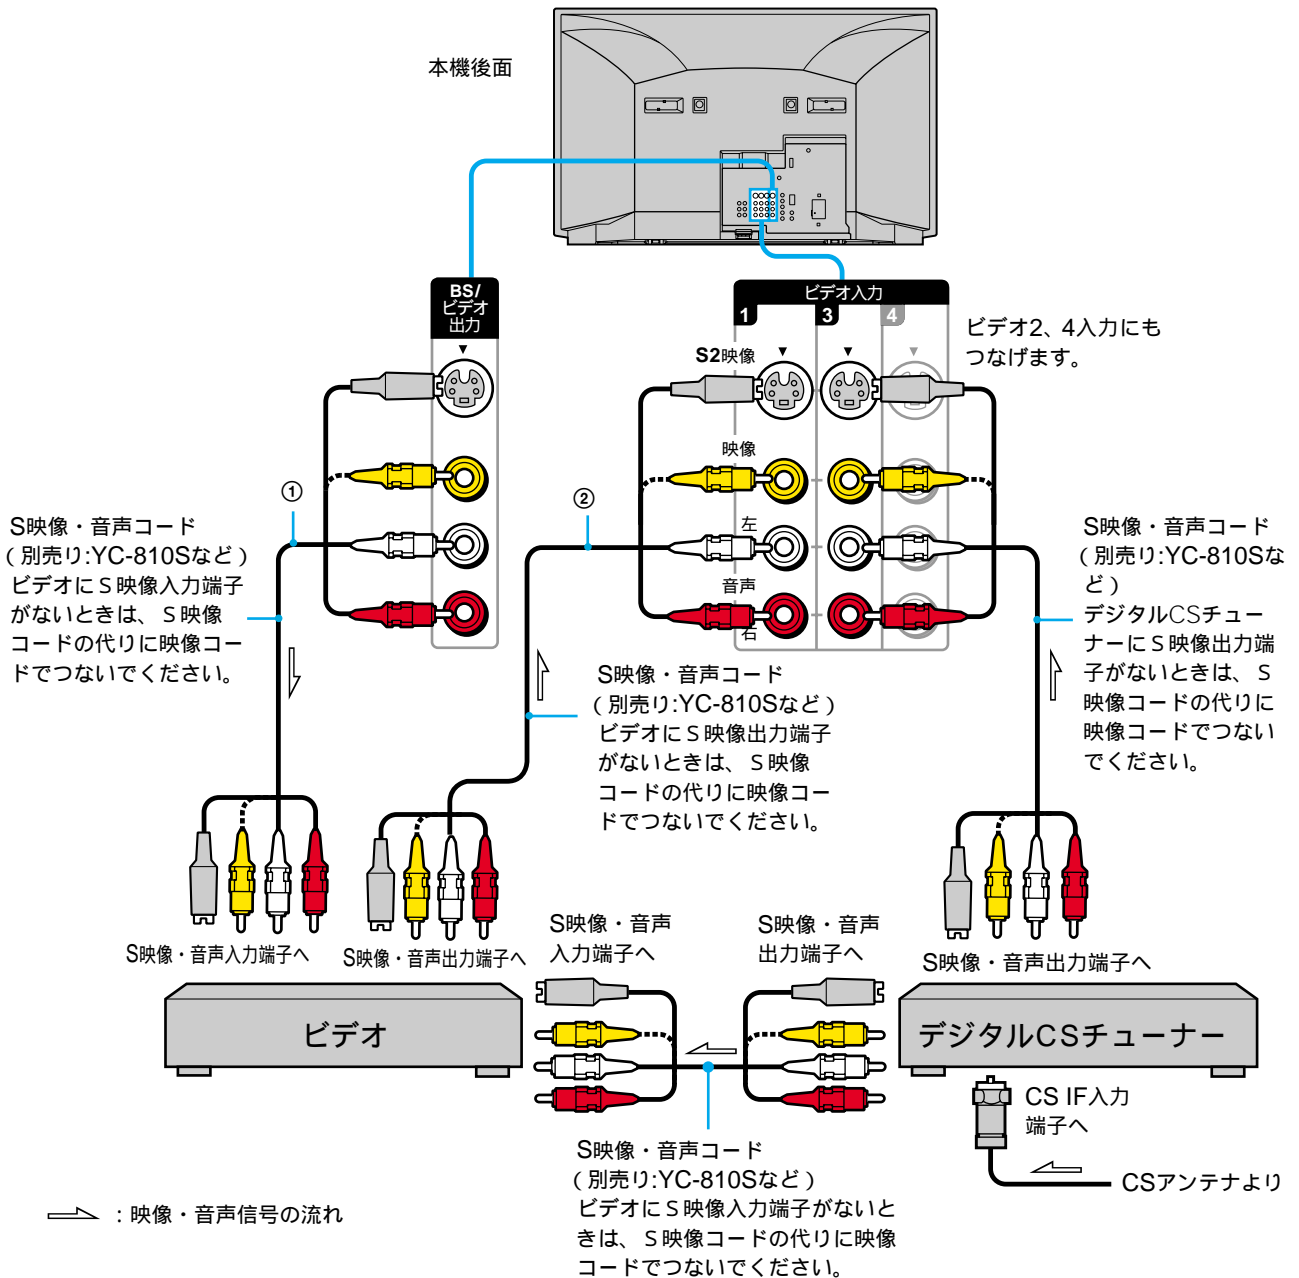 本機後面
BS/
ビデオ
出力
ビデオ入力
1
3
4
ビデオ2、4入力にも
つなげます。
S2映像
映像
左
音声
右
①
②
S映像・音声コード
(別売り:YC-810Sなど)
ビデオにS映像入力端子
がないときは、S映像
コードの代りに映像コー
ドでつないでください。
S映像・音声コード
(別売り:YC-810Sなど)
ビデオにS映像出力端子
がないときは、S映像
コードの代りに映像コー
ドでつないでください。
S映像・音声コード
(別売り:YC-810Sな
ど)
デジタルCSチュー
ナーにS映像出力端
子がないときは、S
映像コードの代りに
映像コードでつない
でください。
S映像・音声入力端子へ
S映像・音声出力端子へ
S映像・音声
入力端子へ
S映像・音声
出力端子へ
S映像・音声出力端子へ
ビデオ
デジタルCSチューナー
CS IF入力
端子へ
CSアンテナより
S映像・音声コード
(別売り:YC-810Sなど)
ビデオにS映像入力端子がないと
きは、S映像コードの代りに映像
コードでつないでください。
:映像・音声信号の流れ